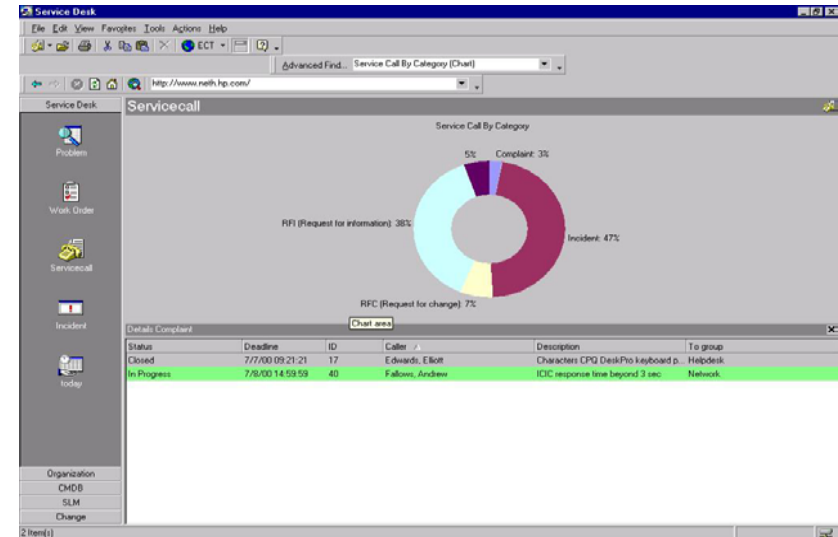 Service Desk
File Edit View Favorites Tools Actions Help
ECT
Advanced Find... Service Call By Category (Chart)
http://www.neth.hp.com/
Service Desk
Servicecall
Problem
Work Order
Servicecall
Incident
today
Organization
CMDB
SLM
Change
Service Call By Category
5% Complaint: 3%
RFI (Request for information): 38%
Incident: 47%
RFC (Request for change): 7%
Chart area
Details Complaint
Status Deadline ID Caller Description To group
Closed 7/7/00 09:21:21 17 Edwards, Elliott Characters CPQ DeskPro keyboard p... Helpdesk
In Progress 7/8/00 14:59:59 40 Fallows, Andrew ICIC response time beyond 3 sec Network
2 Item(s)